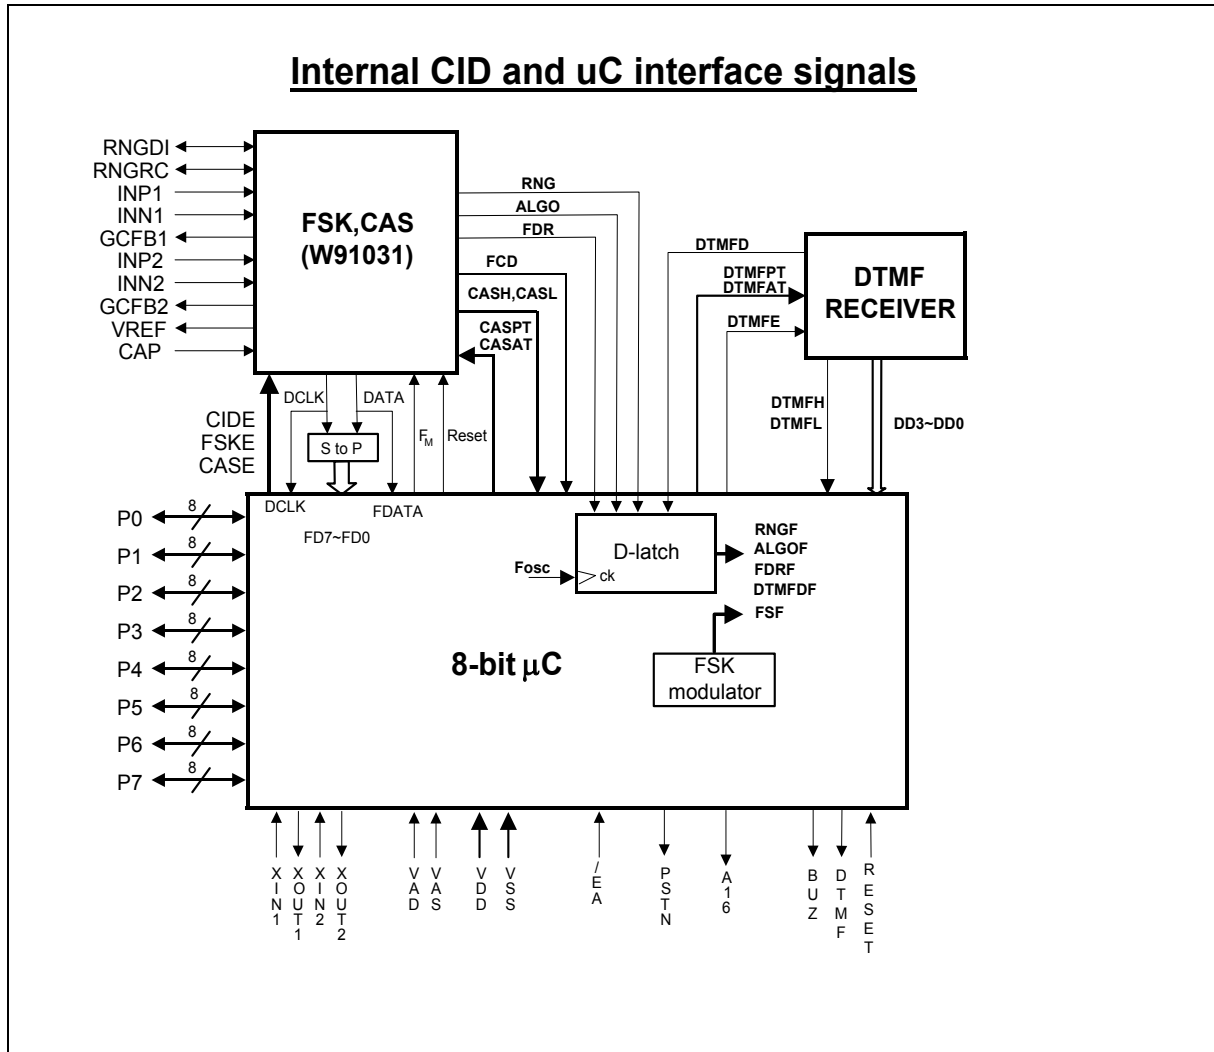 Internal CID and uC interface signals
RNGDI
RNGRC
INP1
INN1
GCFB1
INP2
INN2
GCFB2
VREF
CAP
FSK,CAS
(W91031)
RNG
ALGO
FDR
FCD
CASH,CASL
CASPT
CASAT
DTMFD
DTMFPT
DTMFAT
DTMFE
DTMF
RECEIVER
CIDE
FSKE
CASE
DCLK
DATA
S to P
FM
Reset
DTMFH
DTMFL
DD3~DD0
DCLK
FDATA
FD7~FD0
P0
8
P1
8
P2
8
P3
8
P4
8
P5
8
P6
8
P7
8
D-latch
Fosc
ck
RNGF
ALGOF
FDRF
DTMFDF
FSF
8-bit µC
FSK
modulator
XIN1
XOUT1
XIN2
XOUT2
VAD
VAS
VDD
VSS
/EA
PSTN
A16
BUZ
DTMF
RESET